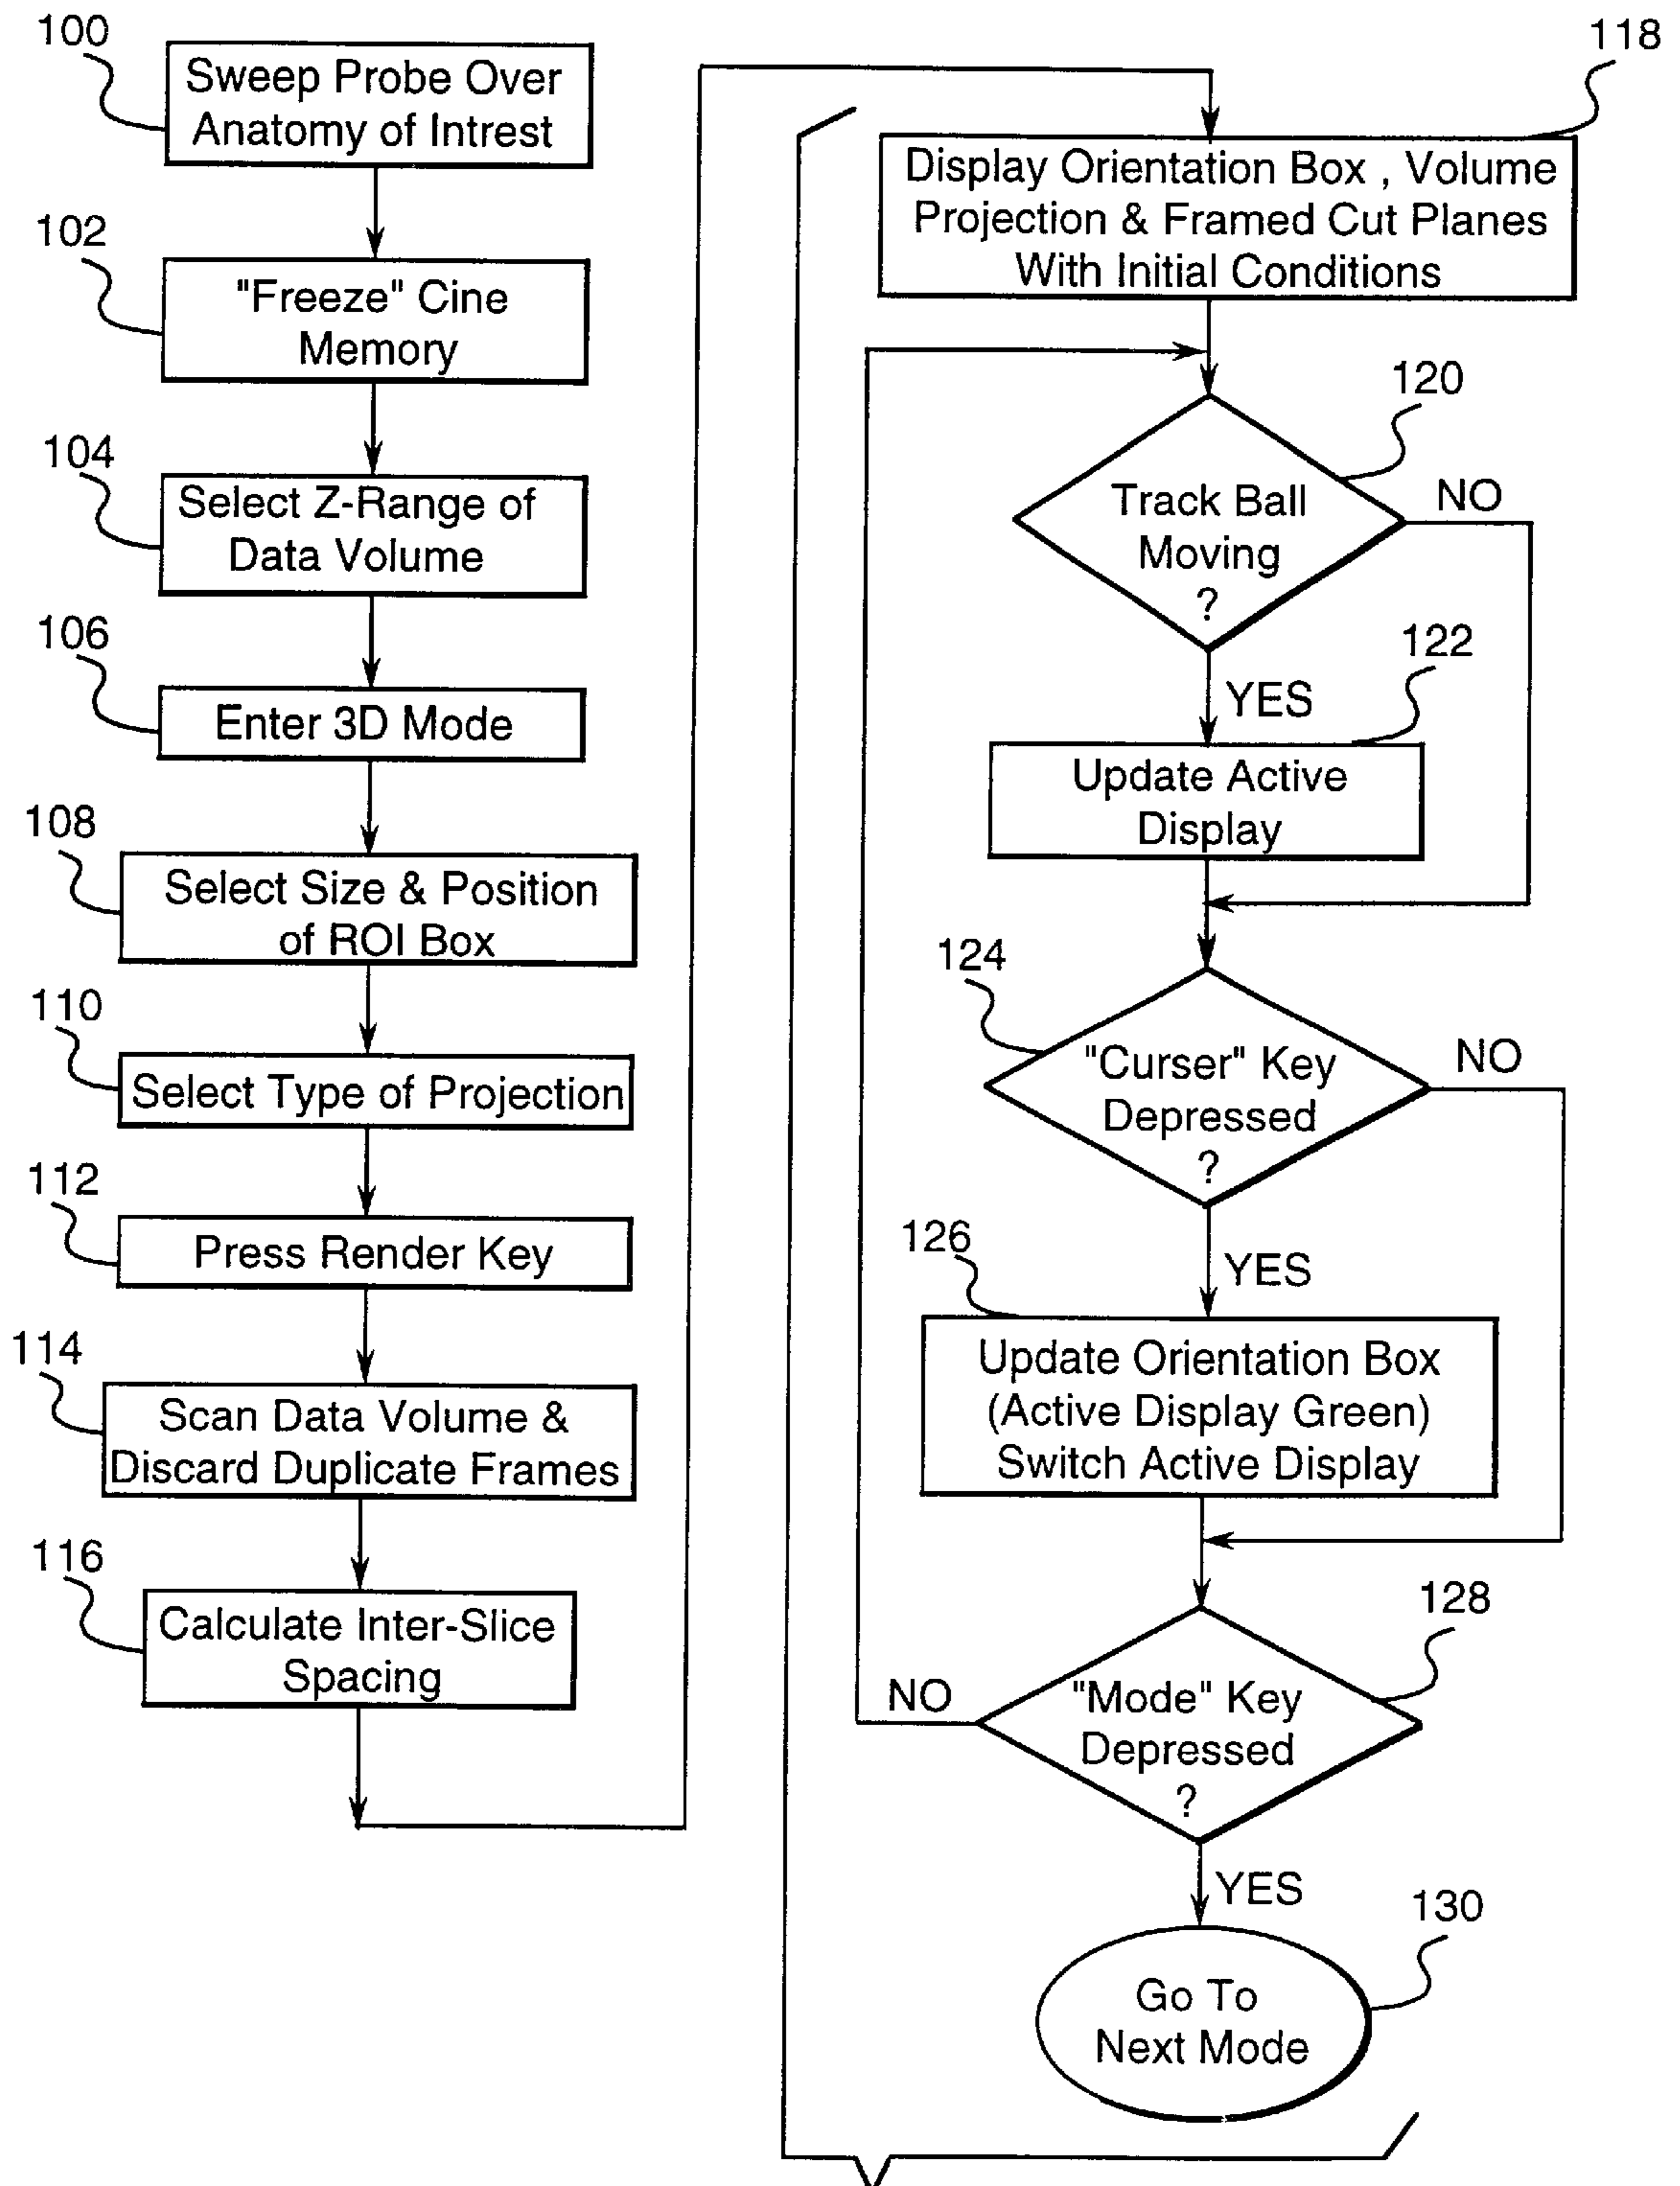 100
Sweep Probe Over
Anatomy of Intrest
102
"Freeze" Cine
Memory
104
Select Z-Range of
Data Volume
106
Enter 3D Mode
108
Select Size & Position
of ROI Box
110
Select Type of Projection
112
Press Render Key
114
Scan Data Volume &
Discard Duplicate Frames
116
Calculate Inter-Slice
Spacing
118
Display Orientation Box , Volume
Projection & Framed Cut Planes
With Initial Conditions
120
Track Ball
Moving
?
NO
YES
122
Update Active
Display
124
"Curser" Key
Depressed
?
NO
YES
126
Update Orientation Box
(Active Display Green)
Switch Active Display
128
"Mode" Key
Depressed
?
NO
YES
130
Go To
Next Mode